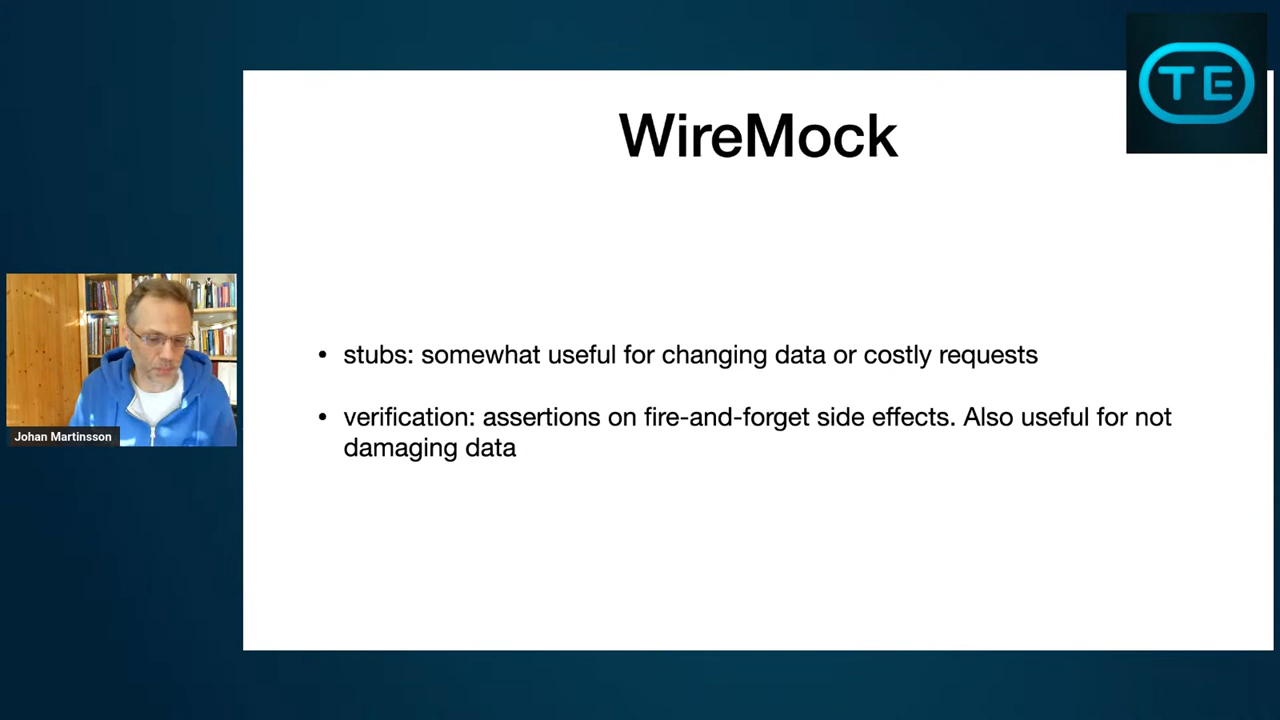 TE
WireMock
• stubs: somewhat useful for changing data or costly requests
• verification: assertions on fire-and-forget side effects. Also useful for not
damaging data
Johan Martinsson